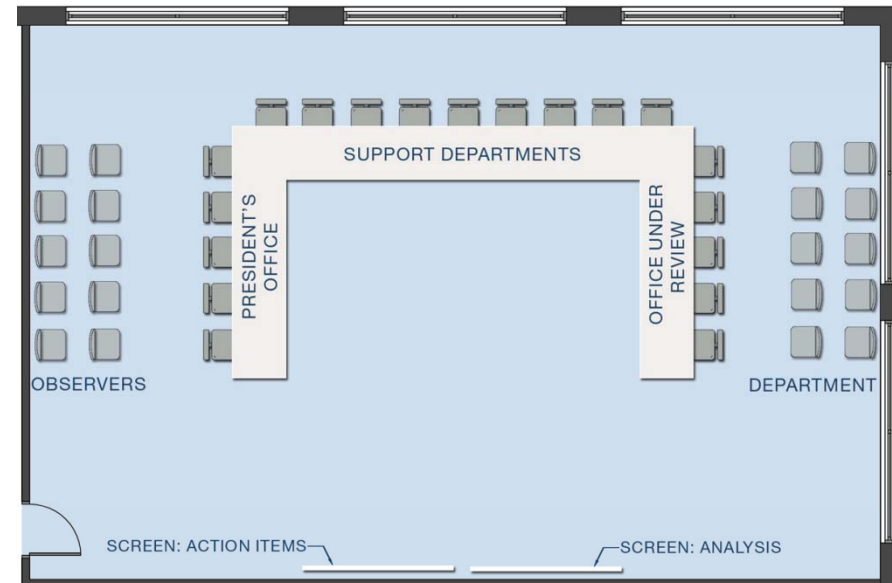 SUPPORT DEPARTMENTS
PRESIDENT'S
OFFICE
OFFICE UNDER
REVIEW
OBSERVERS
DEPARTMENT
SCREEN: ACTION ITEMS
SCREEN: ANALYSIS